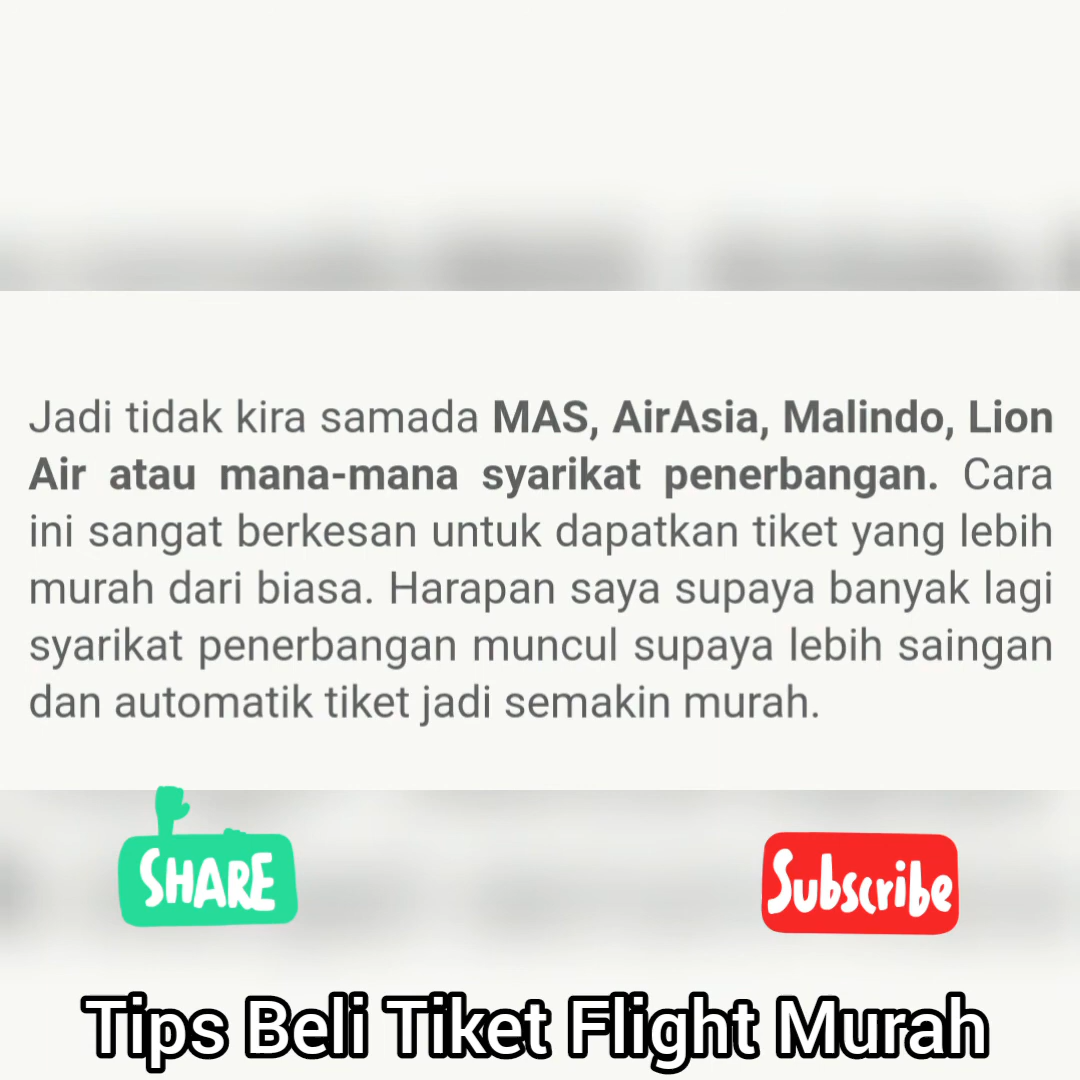 Jadi tidak kira samada MAS, AirAsia, Malindo, Lion
Air atau mana-mana syarikat penerbangan. Cara
ini sangat berkesan untuk dapatkan tiket yang lebih
murah dari biasa. Harapan saya supaya banyak lagi
syarikat penerbangan muncul supaya lebih saingan
dan automatik tiket jadi semakin murah.
SHARE
Subscribe
Tips Beli Tiket Flight Murah